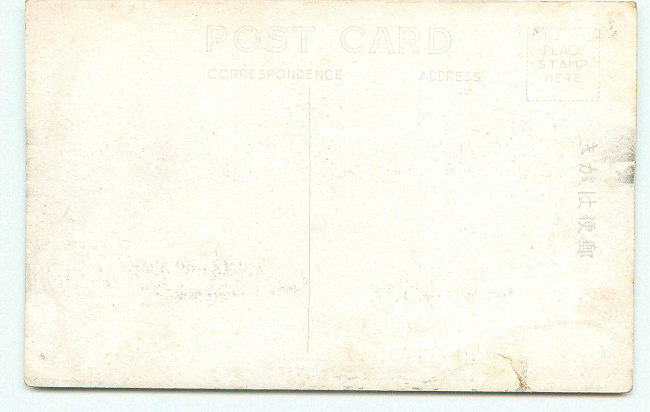 POST CARD
CORRESPONDENCE
ADDRESS
PLACE
STAMP
HERE
きがは便郵